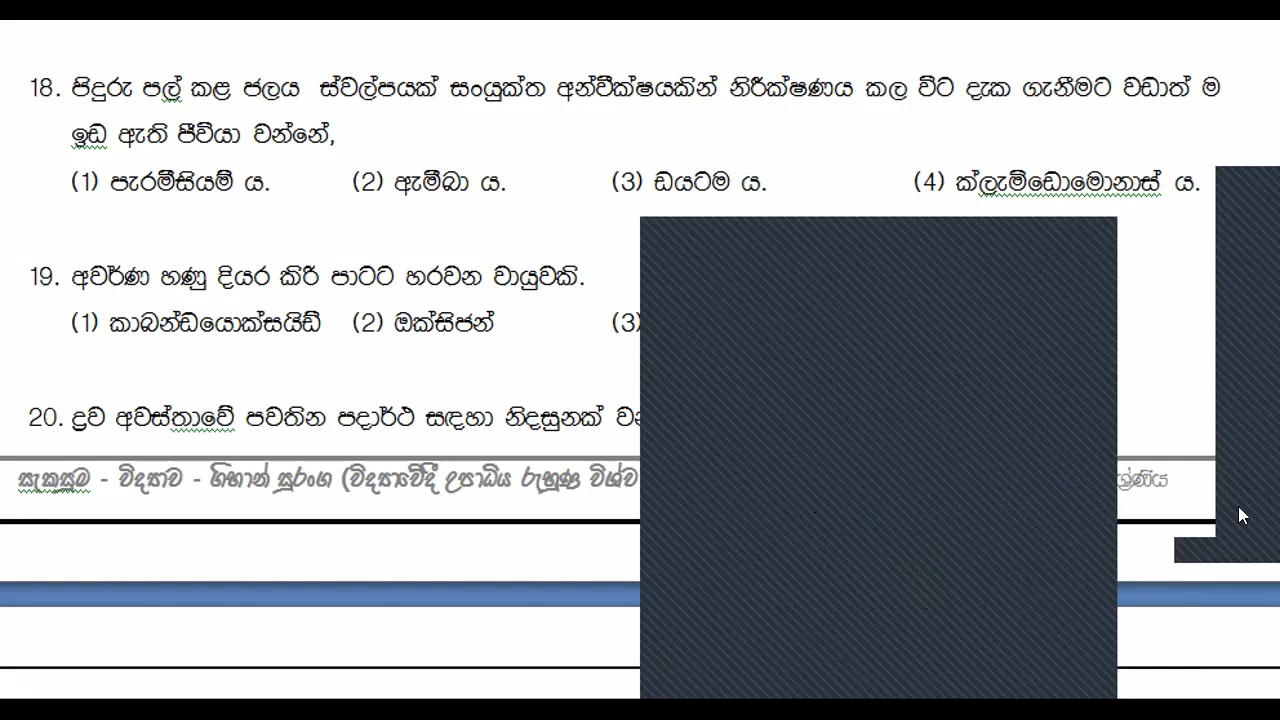 18. පිදුරු පල් කළ ජලය ස්වල්පයක් සංයුක්ත අන්වීක්ෂයකින් නිරීක්ෂණය කල විට දැක ගැනීමට වඩාත් ම
ඉඩ ඇති ජීවියා වන්නේ,
(1) පැරමීසියම් ය. (2) ඇමීබා ය. (3) ඩයටම ය. (4) ක්ලැමිඩොමොනාස් ය.
19. අවර්ණ හුණු දියර කිරි පාටට හරවන වායුවකි.
(1) කාබන්ඩයොක්සයිඩ් (2) ඔක්සිජන් (3)
20. ද්‍රව අවස්තාවේ පවතින පදාර්ථ සඳහා නිදසුනක්
සැකසුම - විද්‍යාව - ගිහාන් සූරංග (විද්‍යාවේදී උපාධිය රුහුණ ශ්‍රේණිය